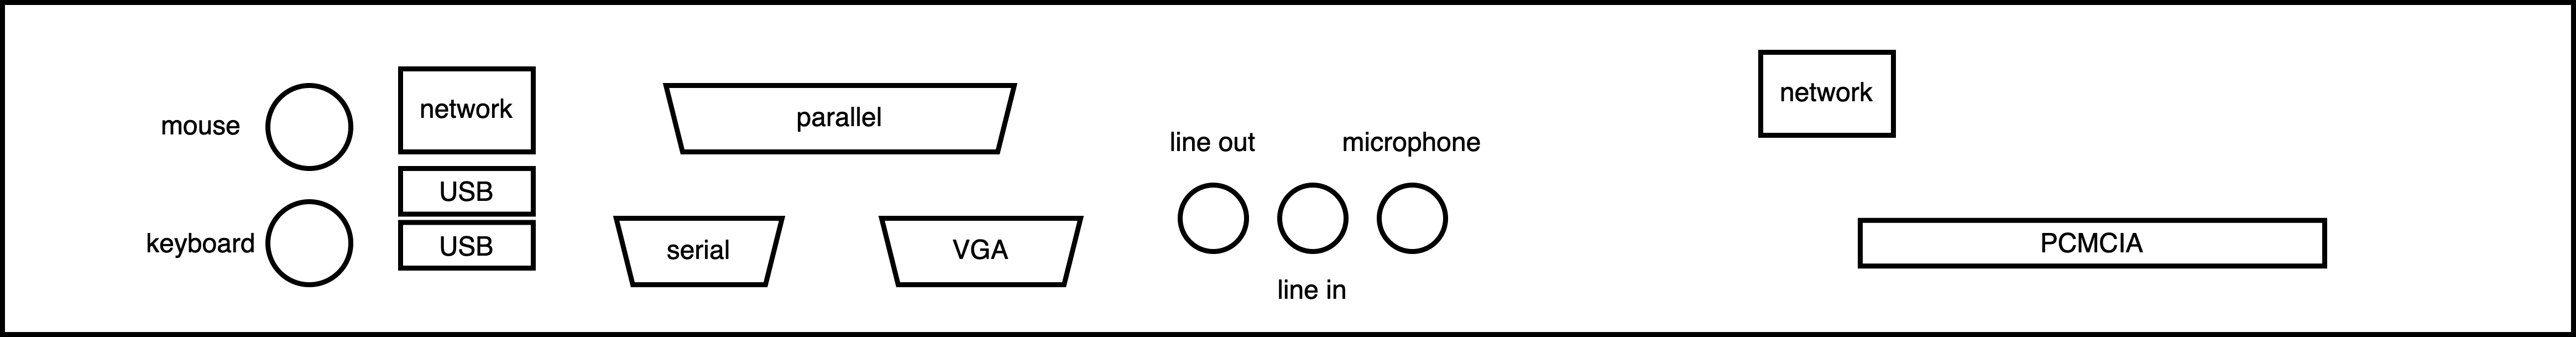 mouse
keyboard
network
USB
USB
parallel
serial
VGA
line out
microphone
line in
network
PCMCIA